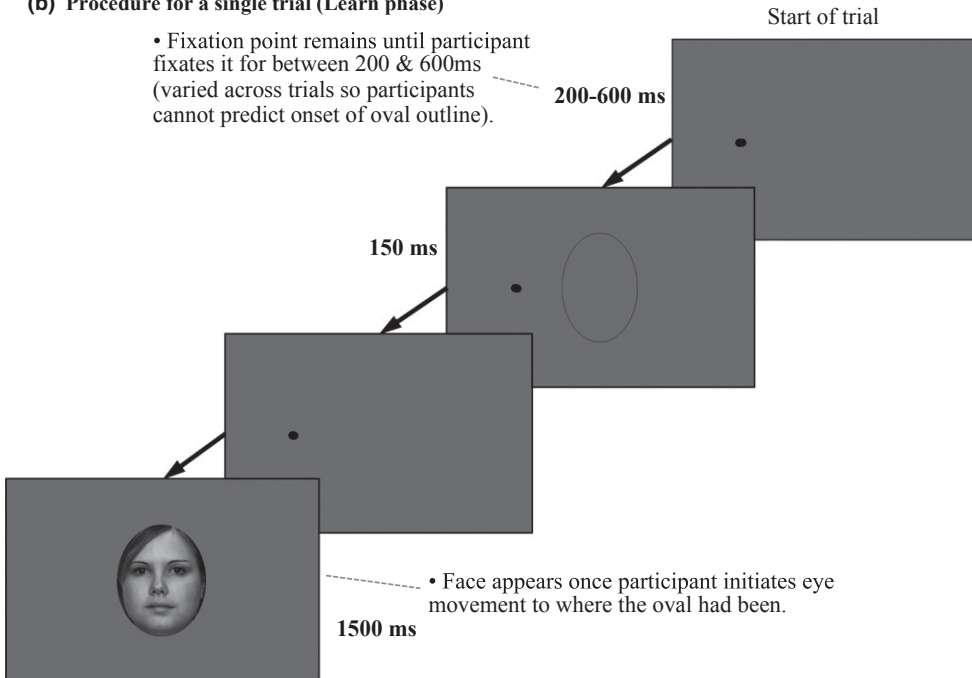 (b) Procedure for a single trial (Learn phase)
Start of trial
• Fixation point remains until participant
fixates it for between 200 & 600ms
(varied across trials so participants
cannot predict onset of oval outline).
200-600 ms
150 ms
• Face appears once participant initiates eye
movement to where the oval had been.
1500 ms